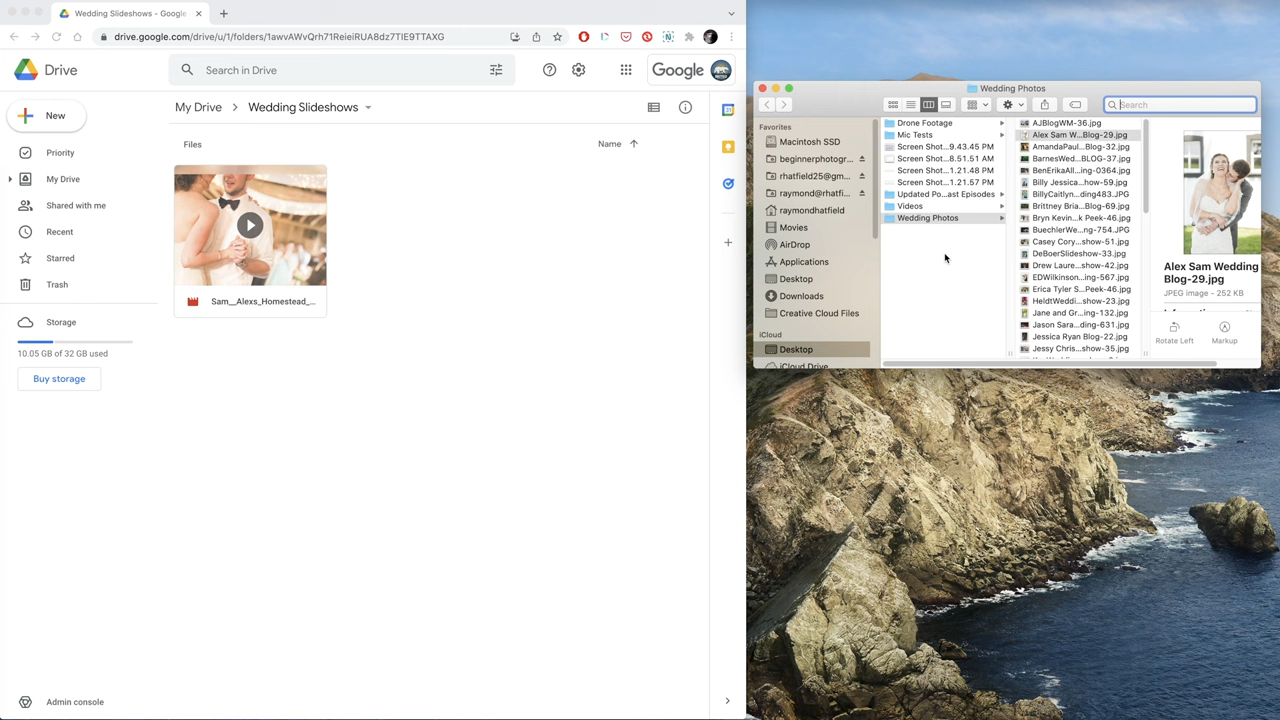 Wedding Slideshows - Google
drive.google.com/drive/u/1/folders/1awvAWvQrh71ReieiRUA8dz7TlE9TTAXG
Drive
Search in Drive
Google
New
My Drive
Wedding Slideshows
Priority
My Drive
Shared with me
Recent
Starred
Trash
Storage
10.05 GB of 32 GB used
Buy storage
Admin console
Files
Name
Sam__Alexs_Homestead_...
Wedding Photos
Search
Favorites
Macintosh SSD
beginnerphotogr...
rhatfield25@gm...
raymond@rhatfi...
raymondhatfield
Movies
AirDrop
Applications
Desktop
Downloads
Creative Cloud Files
iCloud
Desktop
iCloud Drive
Drone Footage
Mic Tests
Screen Shot...9.43.45 PM
Screen Shot...8.51.51 AM
Screen Shot...1.21.48 PM
Screen Shot...1.21.57 PM
Updated Po...ast Episodes
Videos
Wedding Photos
AJBlogWM-36.jpg
Alex Sam W...Blog-29.jpg
AmandaPaul...Blog-32.jpg
BarnesWed...BLOG-37.jpg
BenErikaAll...ing-0364.jpg
Billy Jessica...how-59.jpg
BillyCaitlyn...ding483.JPG
Brittney Bria...Blog-69.jpg
Bryn Kevin...k Peek-46.jpg
BuechlerWe...ng-754.JPG
Casey Cory...show-51.jpg
DeBoerSlideshow-33.jpg
Drew Laure...show-42.jpg
EDWilkinson...ing-567.jpg
Erica Tyler S...Peek-46.jpg
HeldtWeddi...show-23.jpg
Jane and Gr...ing-132.jpg
Jason Sara...ding-631.jpg
Jessica Ryan Blog-22.jpg
Jessy Chris...show-35.jpg
Alex Sam Wedding
Blog-29.jpg
JPEG image - 252 KB
Rotate Left
Markup